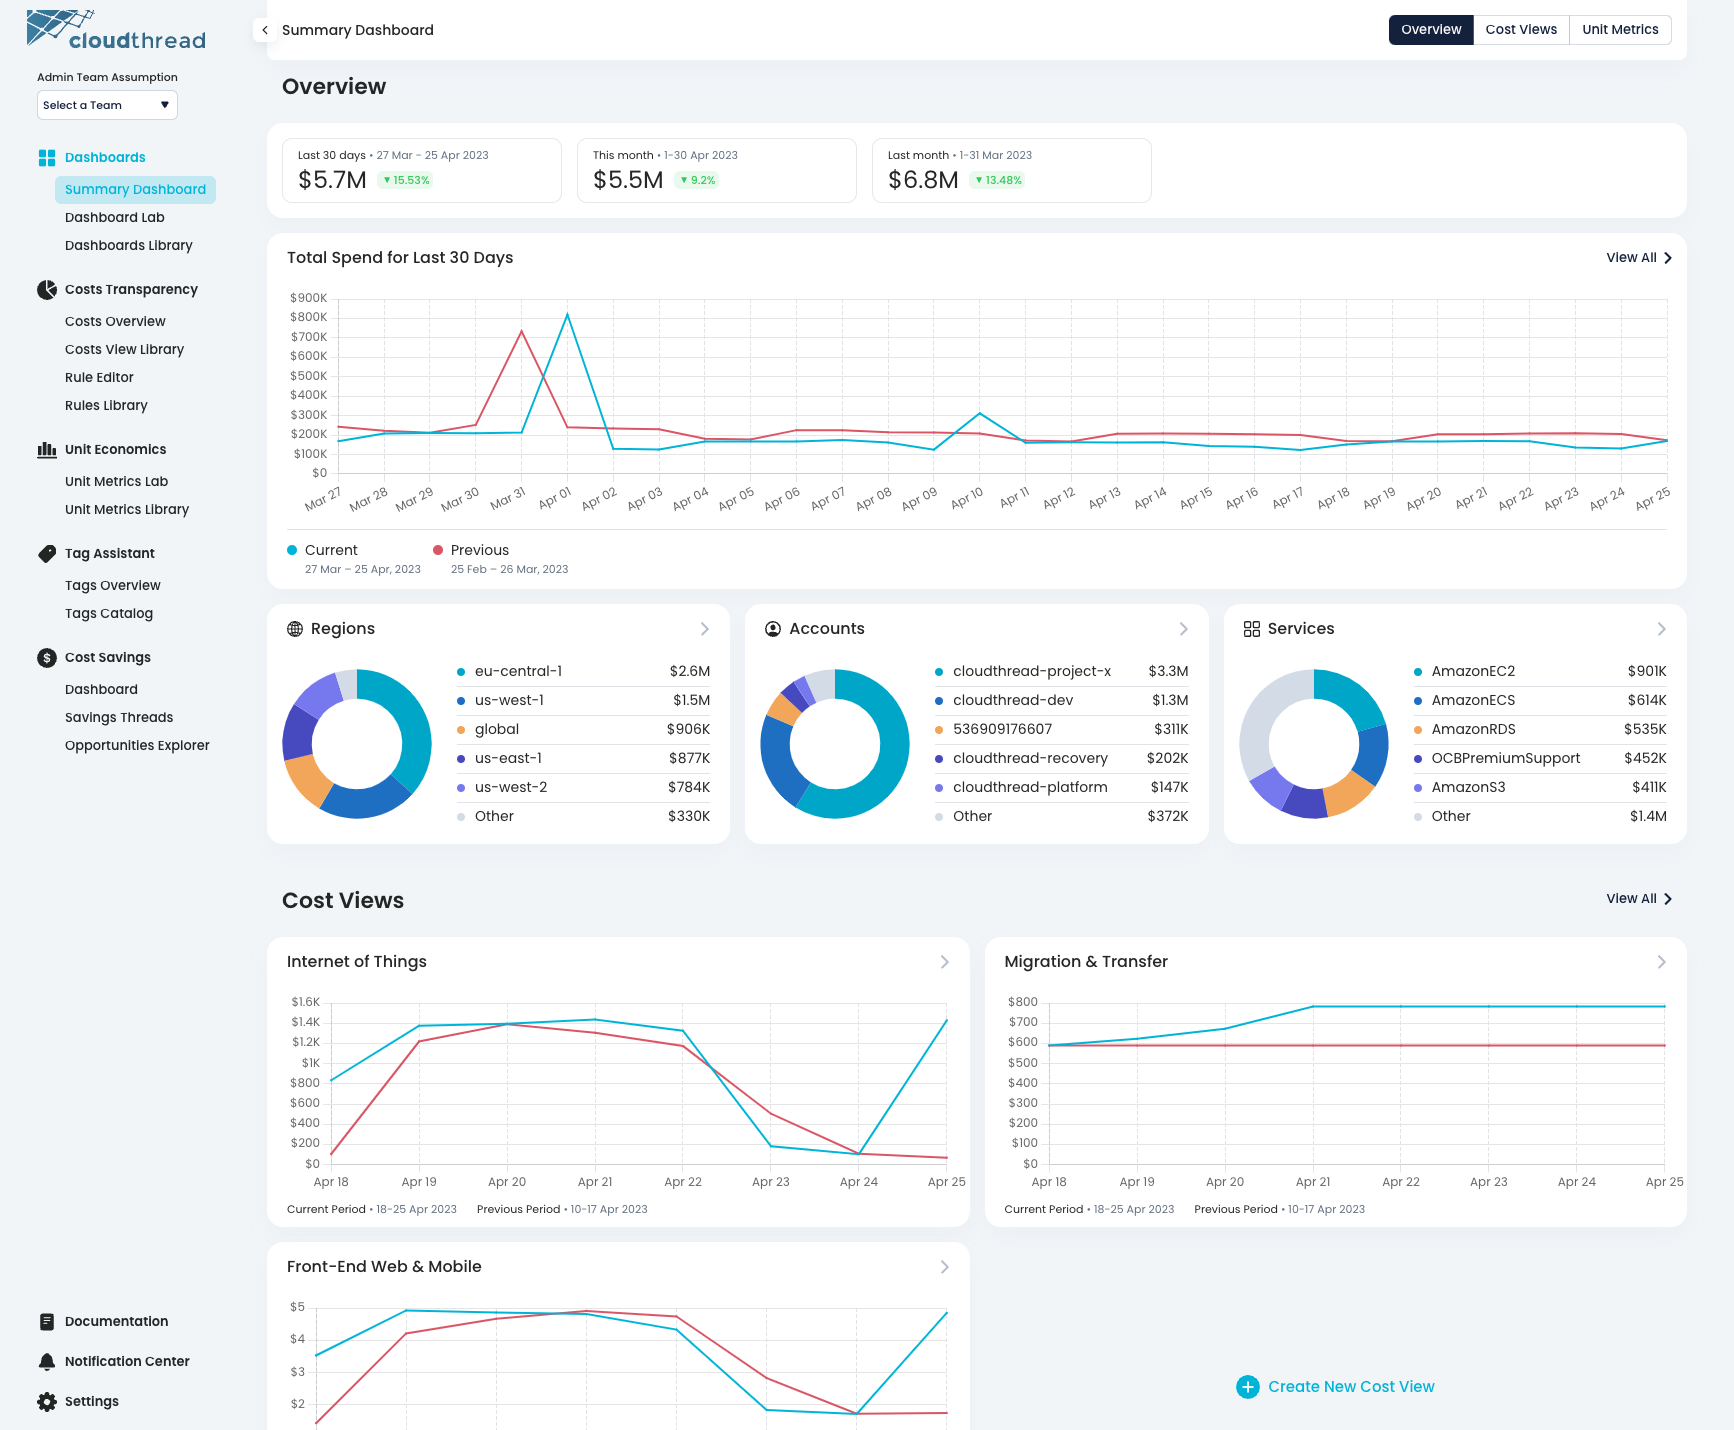 cloudthread
Admin Team Assumption
Select a Team
Dashboards
Summary Dashboard
Dashboard Lab
Dashboards Library
Costs Transparency
Costs Overview
Costs View Library
Rule Editor
Rules Library
Unit Economics
Unit Metrics Lab
Unit Metrics Library
Tag Assistant
Tags Overview
Tags Catalog
Cost Savings
Dashboard
Savings Threads
Opportunities Explorer
Documentation
Notification Center
Settings
Summary Dashboard
Overview Cost Views Unit Metrics
Overview
Last 30 days • 27 Mar - 25 Apr 2023
$5.7M ▼ 15.53%
This month • 1-30 Apr 2023
$5.5M ▼ 9.2%
Last month • 1-31 Mar 2023
$6.8M ▼ 13.48%
Total Spend for Last 30 Days
View All
$900K
$800K
$700K
$600K
$500K
$400K
$300K
$200K
$100K
$0
Mar 27 Mar 28 Mar 29 Mar 30 Mar 31 Apr 01 Apr 02 Apr 03 Apr 04 Apr 05 Apr 06 Apr 07 Apr 08 Apr 09 Apr 10 Apr 11 Apr 12 Apr 13 Apr 14 Apr 15 Apr 16 Apr 17 Apr 18 Apr 19 Apr 20 Apr 21 Apr 22 Apr 23 Apr 24 Apr 25
Current
27 Mar – 25 Apr, 2023
Previous
25 Feb – 26 Mar, 2023
Regions
eu-central-1 $2.6M
us-west-1 $1.5M
global $906K
us-east-1 $877K
us-west-2 $784K
Other $330K
Accounts
cloudthread-project-x $3.3M
cloudthread-dev $1.3M
536909176607 $311K
cloudthread-recovery $202K
cloudthread-platform $147K
Other $372K
Services
AmazonEC2 $901K
AmazonECS $614K
AmazonRDS $535K
OCBPremiumSupport $452K
AmazonS3 $411K
Other $1.4M
Cost Views
View All
Internet of Things
$1.6K
$1.4K
$1.2K
$1K
$800
$600
$400
$200
$0
Apr 18 Apr 19 Apr 20 Apr 21 Apr 22 Apr 23 Apr 24 Apr 25
Current Period • 18-25 Apr 2023 Previous Period • 10-17 Apr 2023
Migration & Transfer
$800
$700
$600
$500
$400
$300
$200
$100
$0
Apr 18 Apr 19 Apr 20 Apr 21 Apr 22 Apr 23 Apr 24 Apr 25
Current Period • 18-25 Apr 2023 Previous Period • 10-17 Apr 2023
Front-End Web & Mobile
$5
$4
$3
$2
Create New Cost View